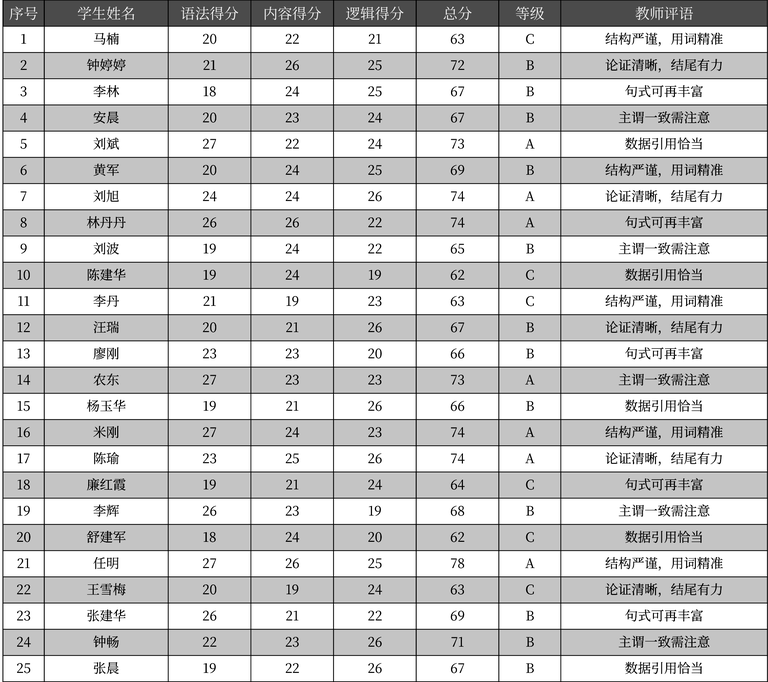 序号 学生姓名 语法得分 内容得分 逻辑得分 总分 等级 教师评语
1 马楠 20 22 21 63 C 结构严谨，用词精准
2 钟婷婷 21 26 25 72 B 论证清晰，结尾有力
3 李林 18 24 25 67 B 句式可再丰富
4 安晨 20 23 24 67 B 主谓一致需注意
5 刘斌 27 22 24 73 A 数据引用恰当
6 黄军 20 24 25 69 B 结构严谨，用词精准
7 刘旭 24 24 26 74 A 论证清晰，结尾有力
8 林丹丹 26 26 22 74 A 句式可再丰富
9 刘波 19 24 22 65 B 主谓一致需注意
10 陈建华 19 24 19 62 C 数据引用恰当
11 李丹 21 19 23 63 C 结构严谨，用词精准
12 汪瑞 20 21 26 67 B 论证清晰，结尾有力
13 廖刚 23 23 20 66 B 句式可再丰富
14 农东 27 23 23 73 A 主谓一致需注意
15 杨玉华 19 21 26 66 B 数据引用恰当
16 米刚 27 24 23 74 A 结构严谨，用词精准
17 陈瑜 23 25 26 74 A 论证清晰，结尾有力
18 廉红霞 19 21 24 64 C 句式可再丰富
19 李辉 26 23 19 68 B 主谓一致需注意
20 舒建军 18 24 20 62 C 数据引用恰当
21 任明 27 26 25 78 A 结构严谨，用词精准
22 王雪梅 20 19 24 63 C 论证清晰，结尾有力
23 张建华 26 21 22 69 B 句式可再丰富
24 钟畅 22 23 26 71 B 主谓一致需注意
25 张晨 19 22 26 67 B 数据引用恰当